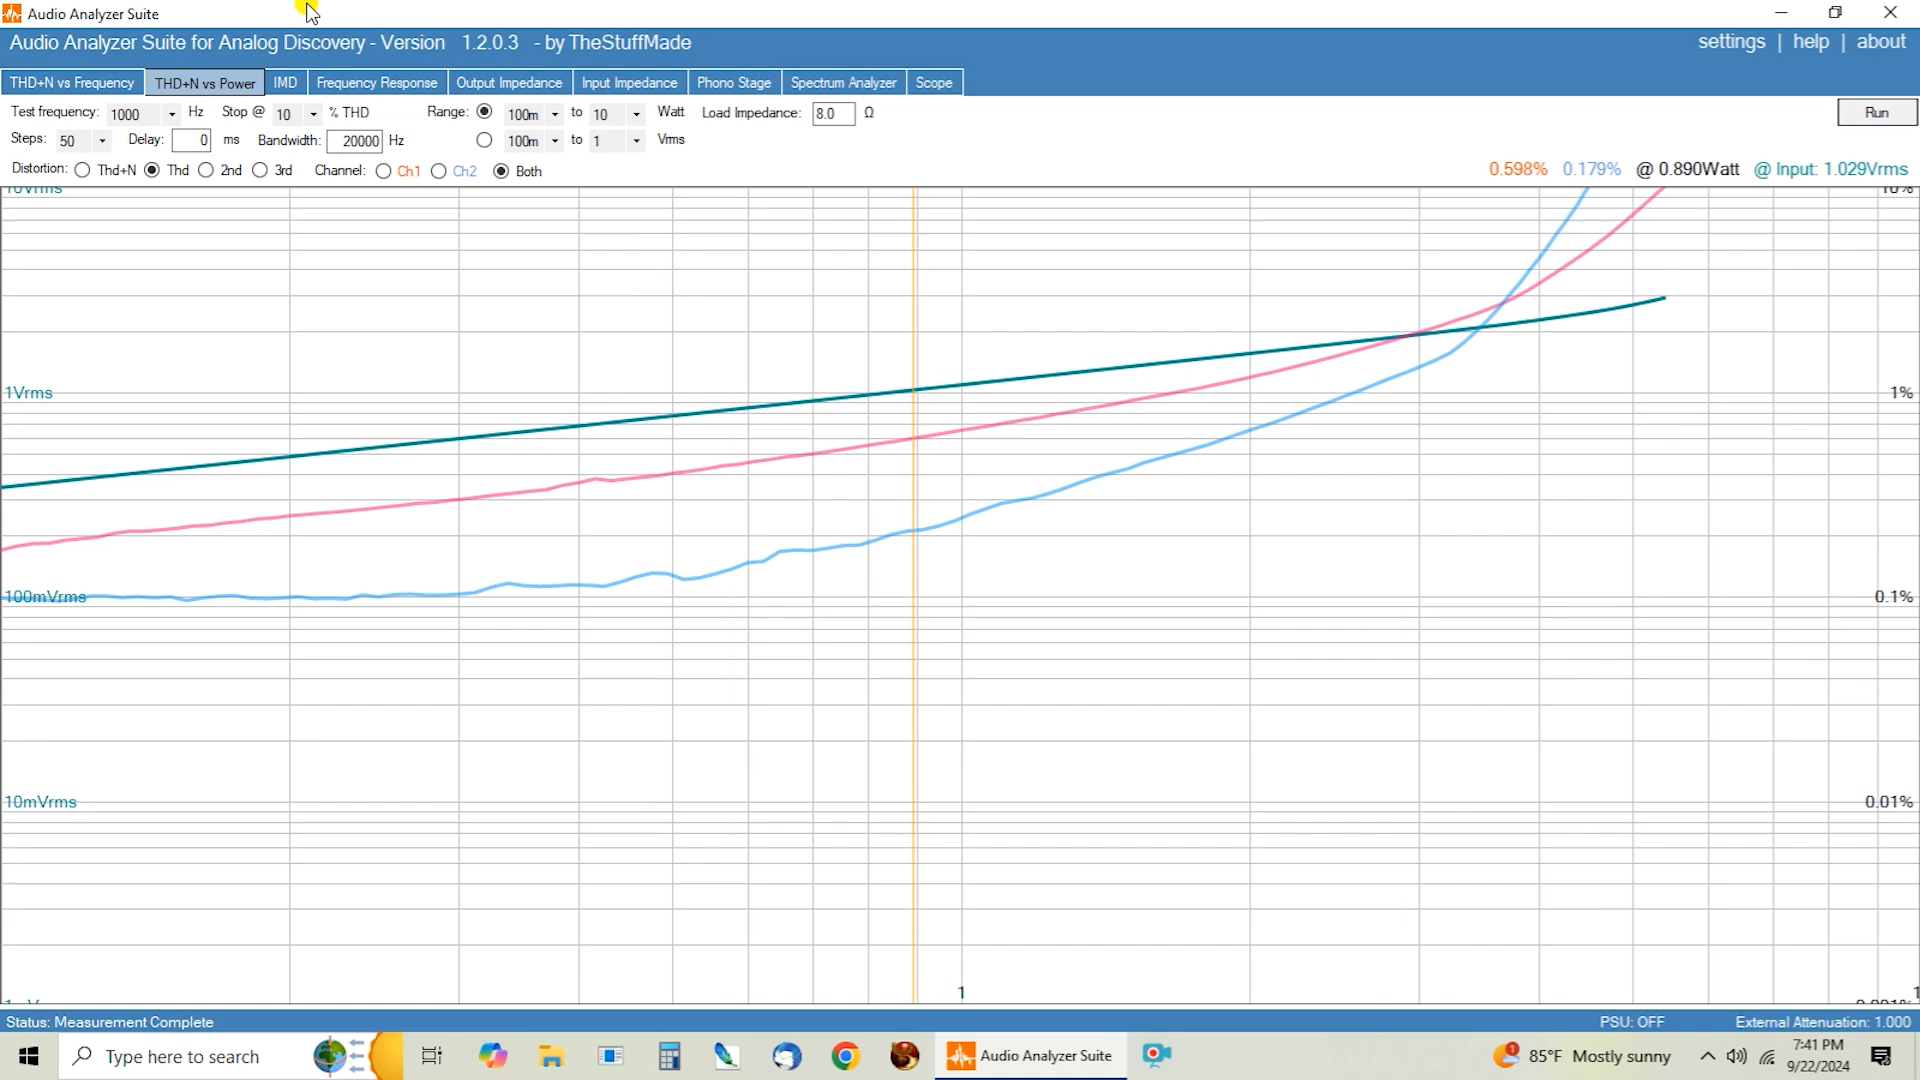 Audio Analyzer Suite
Audio Analyzer Suite for Analog Discovery - Version 1.2.0.3 - by TheStuffMade
settings | help | about
THD+N vs Frequency THD+N vs Power IMD Frequency Response Output Impedance Input Impedance Phono Stage Spectrum Analyzer Scope
Test frequency: 1000 Hz Stop @ 10 % THD Range: 100m to 10 Watt Load Impedance: 8.0 Ω Run
Steps: 50 Delay: 0 ms Bandwidth: 20000 Hz 100m to 1 Vrms
Distortion: Thd+N Thd 2nd 3rd Channel: Ch1 Ch2 Both 0.598% 0.179% @ 0.890Watt @ Input: 1.029Vrms
10Vrms 10%
1Vrms 1%
100mVrms 0.1%
10mVrms 0.01%
1
0.001%
Status: Measurement Complete PSU: OFF External Attenuation: 1.000
Type here to search Audio Analyzer Suite 1 85°F Mostly sunny 7:41 PM
9/22/2024